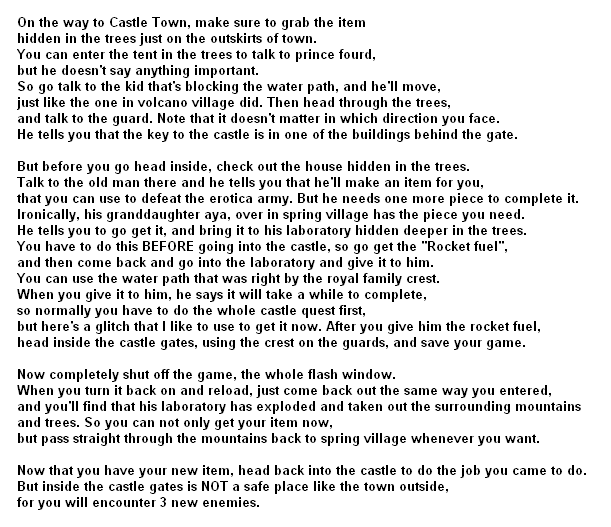 On the way to Castle Town, make sure to grab the item
hidden in the trees just on the outskirts of town.
You can enter the tent in the trees to talk to prince fourd,
but he doesn't say anything important.
So go talk to the kid that's blocking the water path, and he'll move,
just like the one in volcano village did. Then head through the trees,
and talk to the guard. Note that it doesn't matter in which direction you face.
He tells you that the key to the castle is in one of the buildings behind the gate.

But before you go head inside, check out the house hidden in the trees.
Talk to the old man there and he tells you that he'll make an item for you,
that you can use to defeat the erotica army. But he needs one more piece to complete it.
Ironically, his granddaughter aya, over in spring village has the piece you need.
He tells you to go get it, and bring it to his laboratory hidden deeper in the trees.
You have to do this BEFORE going into the castle, so go get the "Rocket fuel",
and then come back and go into the laboratory and give it to him.
You can use the water path that was right by the royal family crest.
When you give it to him, he says it will take a while to complete,
so normally you have to do the whole castle quest first,
but here's a glitch that I like to use to get it now. After you give him the rocket fuel,
head inside the castle gates, using the crest on the guards, and save your game.

Now completely shut off the game, the whole flash window.
When you turn it back on and reload, just come back out the same way you entered,
and you'll find that his laboratory has exploded and taken out the surrounding mountains
and trees. So you can not only get your item now,
but pass straight through the mountains back to spring village whenever you want.

Now that you have your new item, head back into the castle to do the job you came to do.
But inside the castle gates is NOT a safe place like the town outside,
for you will encounter 3 new enemies.